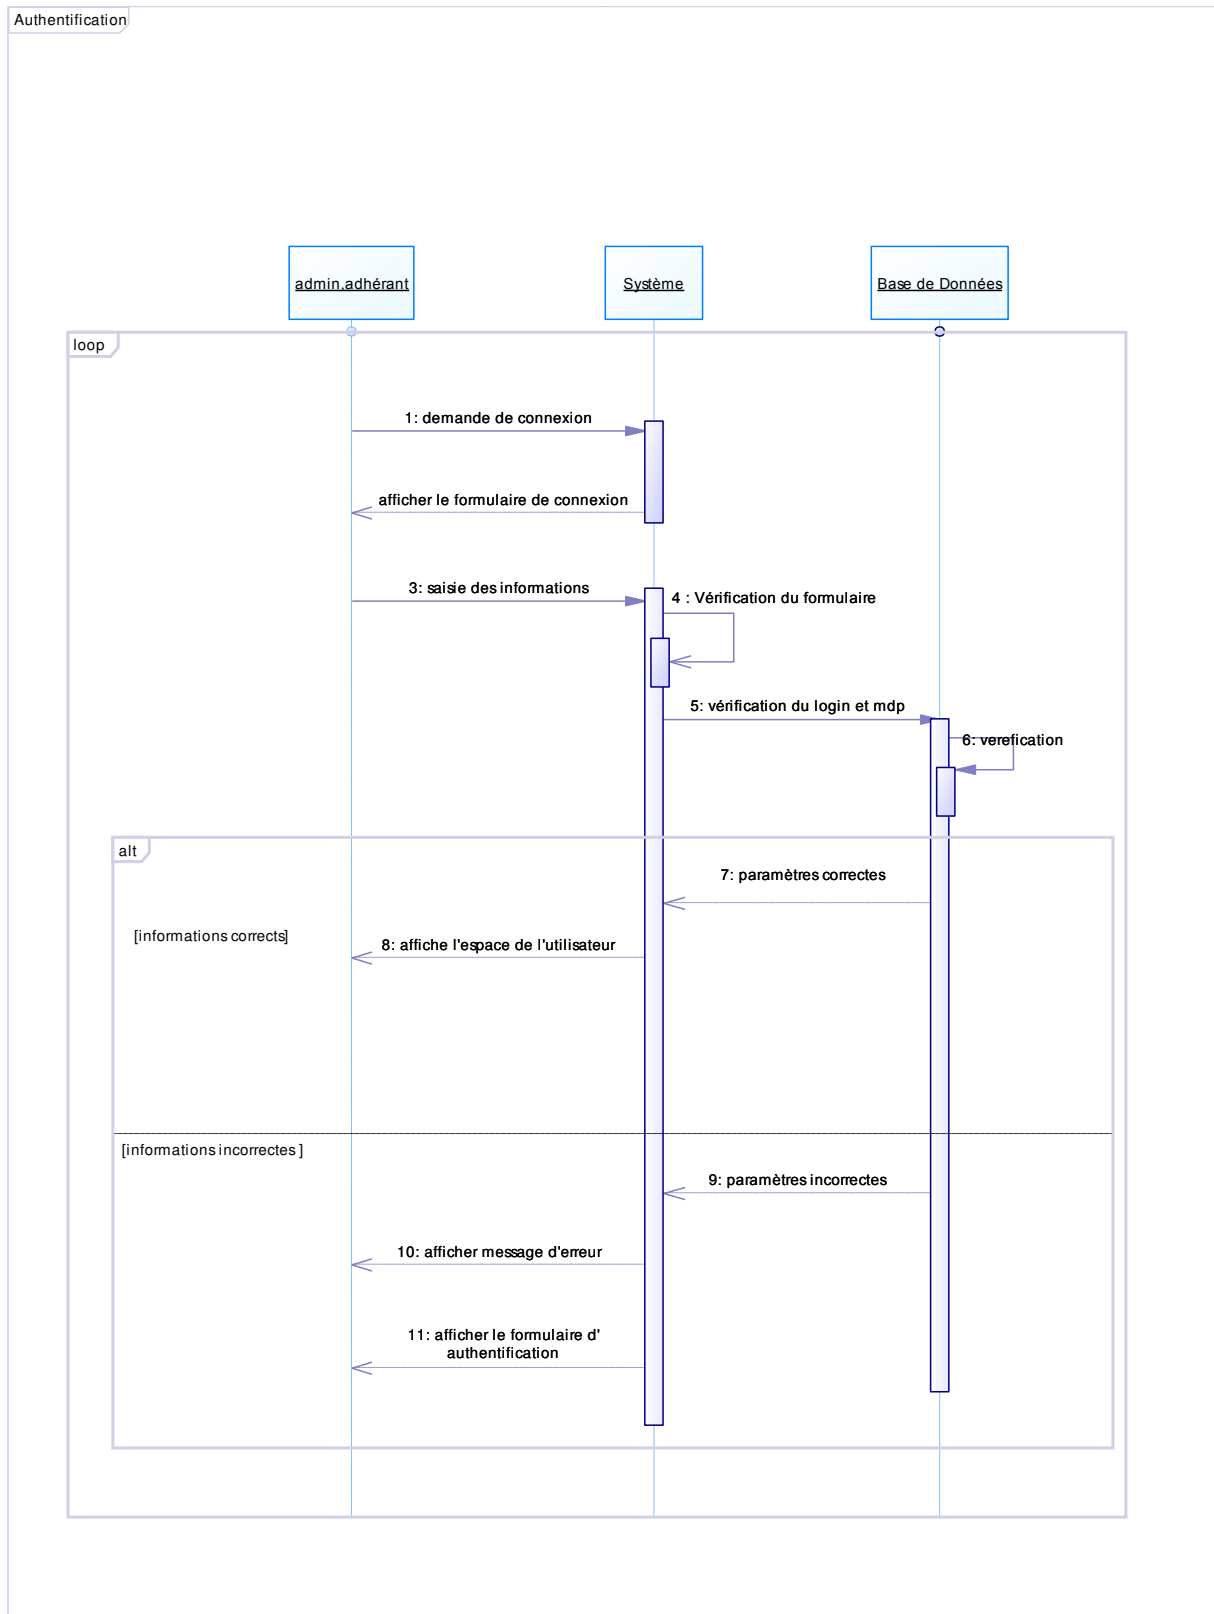 Authentification
admin,adhérant
Système
Base de Données
loop
1: demande de connexion
afficher le formulaire de connexion
3: saisie des informations
4 : Vérification du formulaire
5: vérification du login et mdp
6: verefication
alt
7: paramètres correctes
[informations corrects]
8: affiche l'espace de l'utilisateur
[informations incorrectes ]
9: paramètres incorrectes
10: afficher message d'erreur
11: afficher le formulaire d'
authentification